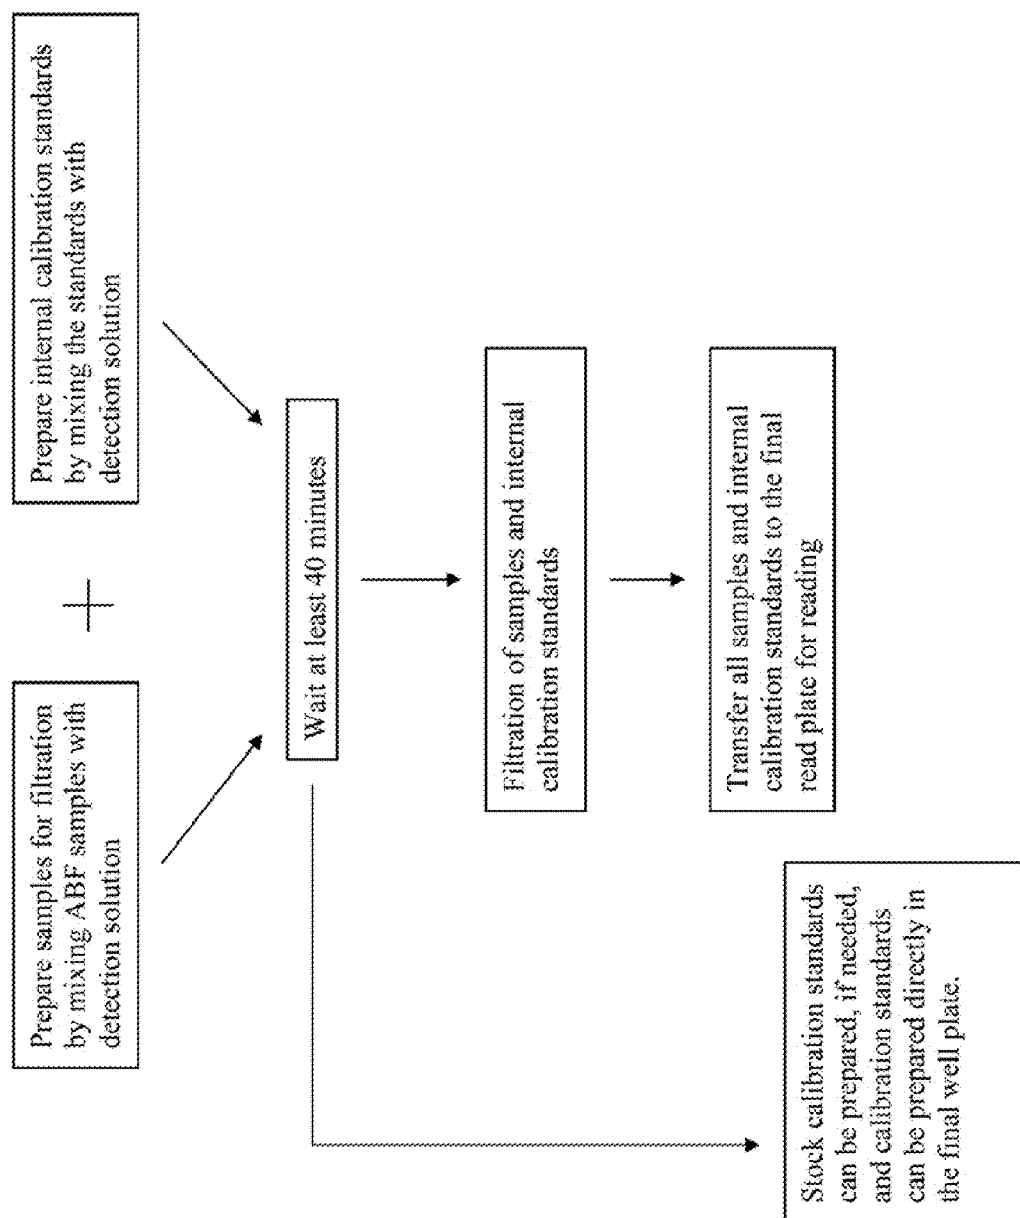 Prepare samples for filtration
by mixing ABF samples with
detection solution
Prepare internal calibration standards
by mixing the standards with
detection solution
Wait at least 40 minutes
Filtration of samples and internal
calibration standards
Transfer all samples and internal
calibration standards to the final
read plate for reading
Stock calibration standards
can be prepared, if needed,
and calibration standards
can be prepared directly in
the final well plate.